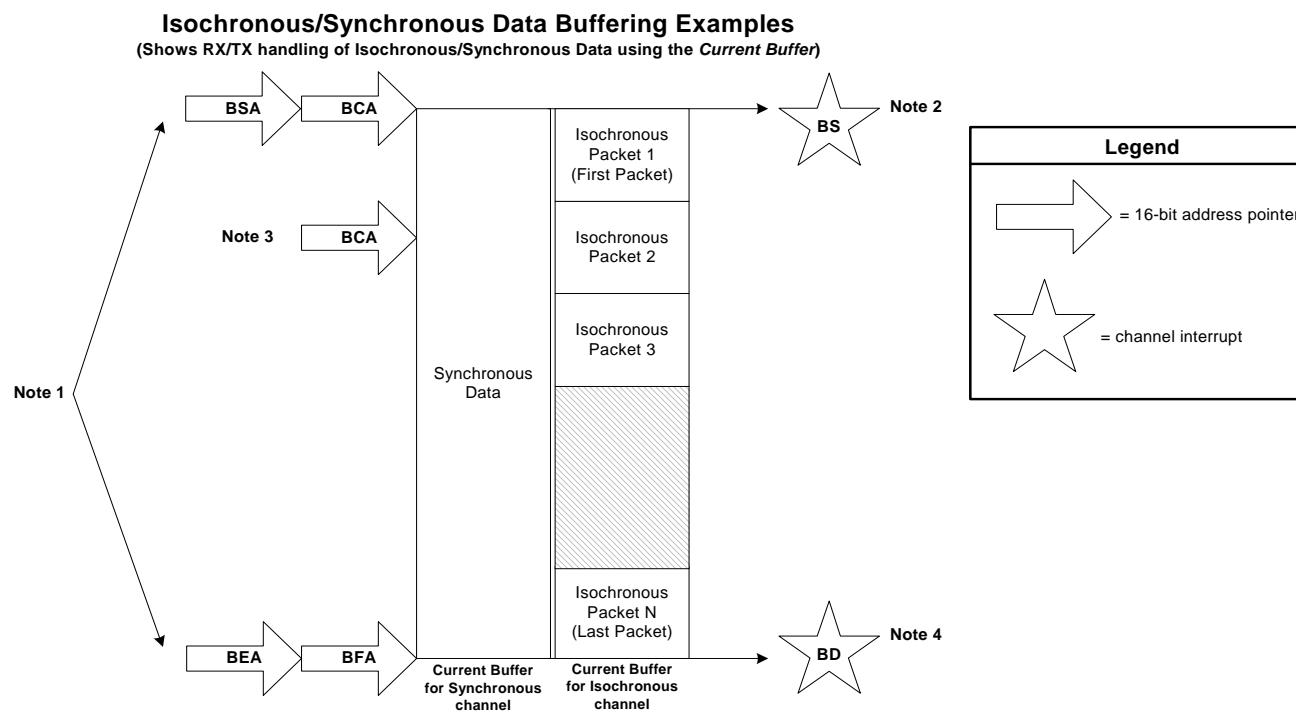 Isochronous/Synchronous Data Buffering Examples
(Shows RX/TX handling of Isochronous/Synchronous Data using the Current Buffer)
BSA
BCA
BS
Note 2
Isochronous
Packet 1
(First Packet)
Note 3
BCA
Isochronous
Packet 2
Isochronous
Packet 3
Note 1
Synchronous
Data
Isochronous
Packet N
(Last Packet)
BEA
BFA
BD
Note 4
Current Buffer
for Synchronous
channel
Current Buffer
for Isochronous
channel
Legend
= 16-bit address pointer
= channel interrupt